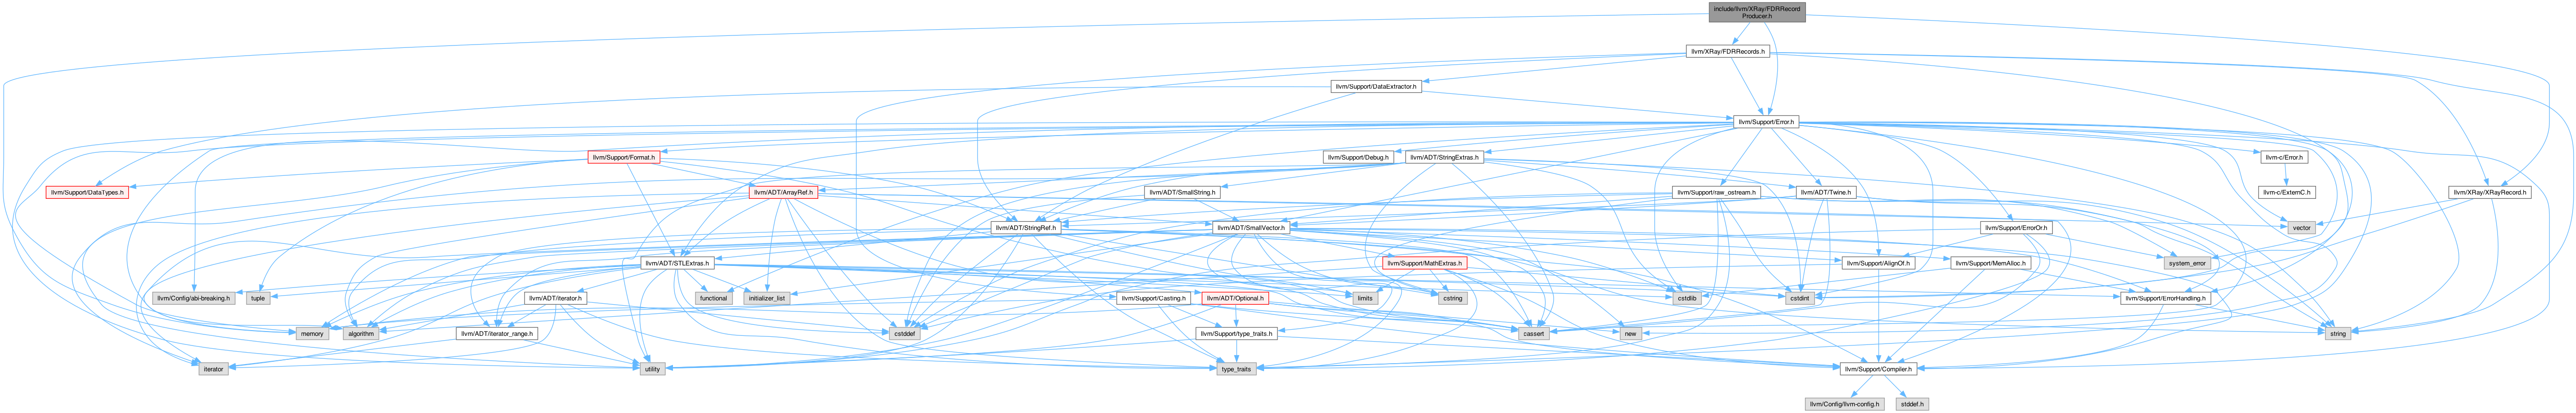 include/llvm/XRay/FDRRecord
Producer.h
llvm/XRay/FDRRecords.h
llvm/Support/DataExtractor.h
llvm/Support/Error.h
llvm/Support/Format.h
llvm/Support/Debug.h
llvm/ADT/StringExtras.h
llvm-c/Error.h
llvm/Support/DataTypes.h
llvm/ADT/ArrayRef.h
llvm/ADT/SmallString.h
llvm/Support/raw_ostream.h
llvm/ADT/Twine.h
llvm-c/ExternC.h
llvm/XRay/XRayRecord.h
llvm/ADT/StringRef.h
llvm/ADT/SmallVector.h
llvm/Support/ErrorOr.h
vector
llvm/ADT/STLExtras.h
llvm/Support/MathExtras.h
llvm/Support/AlignOf.h
llvm/Support/MemAlloc.h
system_error
llvm/Config/abi-breaking.h
tuple
llvm/ADT/iterator.h
functional
initializer_list
llvm/Support/Casting.h
llvm/ADT/Optional.h
limits
cstring
cstdlib
cstdint
llvm/Support/ErrorHandling.h
memory
algorithm
llvm/ADT/iterator_range.h
cstddef
llvm/Support/type_traits.h
cassert
new
string
iterator
utility
type_traits
llvm/Support/Compiler.h
llvm/Config/llvm-config.h
stddef.h